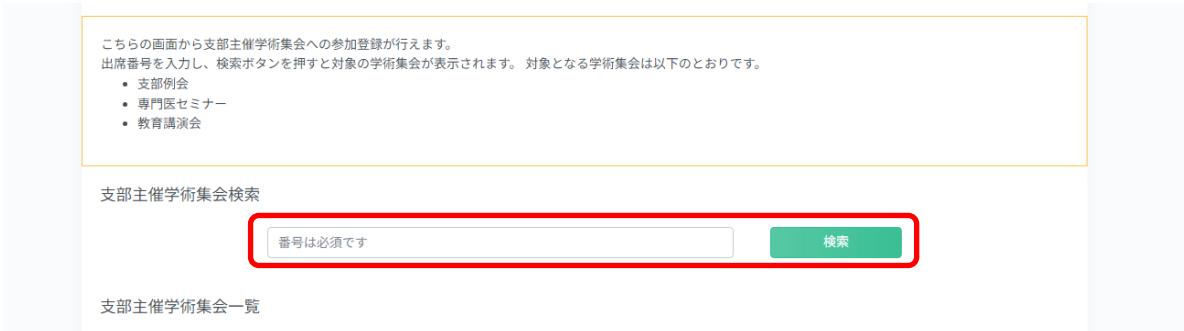 こちらの画面から支部主催学術集会への参加登録が行えます。
出席番号を入力し、検索ボタンを押すと対象の学術集会が表示されます。 対象となる学術集会は以下のとおりです。
• 支部例会
• 専門医セミナー
• 教育講演会
支部主催学術集会検索
番号は必須です 検索
支部主催学術集会一覧